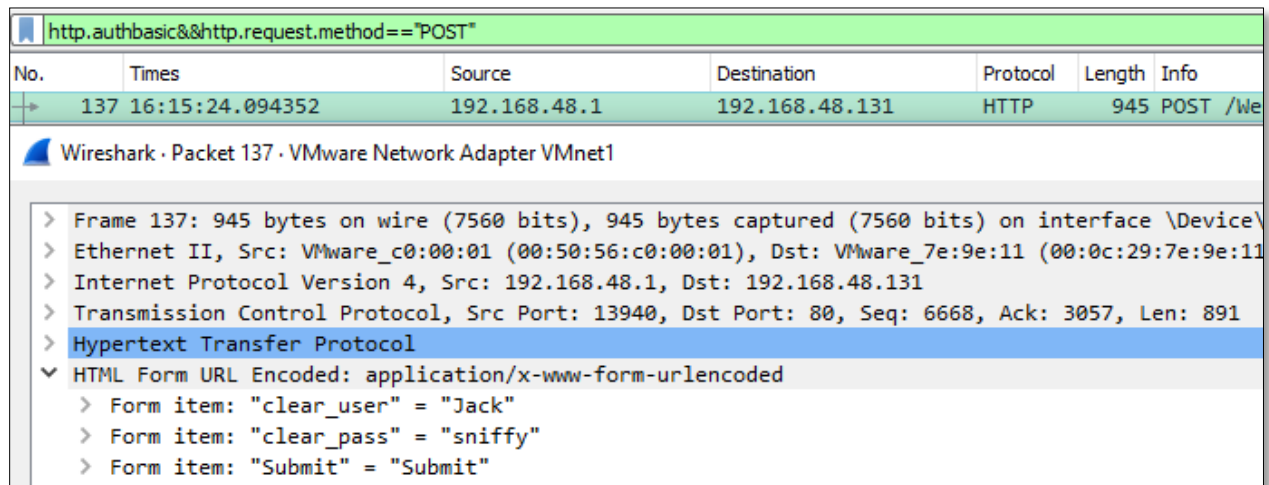 http.authbasic&&http.request.method=="POST"
No. Times Source Destination Protocol Length Info
137 16:15:24.094352 192.168.48.1 192.168.48.131 HTTP 945 POST /We
Wireshark · Packet 137 · VMware Network Adapter VMnet1
> Frame 137: 945 bytes on wire (7560 bits), 945 bytes captured (7560 bits) on interface \Device\
> Ethernet II, Src: VMware_c0:00:01 (00:50:56:c0:00:01), Dst: VMware_7e:9e:11 (00:0c:29:7e:9e:11
> Internet Protocol Version 4, Src: 192.168.48.1, Dst: 192.168.48.131
> Transmission Control Protocol, Src Port: 13940, Dst Port: 80, Seq: 6668, Ack: 3057, Len: 891
> Hypertext Transfer Protocol
HTML Form URL Encoded: application/x-www-form-urlencoded
> Form item: "clear_user" = "Jack"
> Form item: "clear_pass" = "sniffy"
> Form item: "Submit" = "Submit"